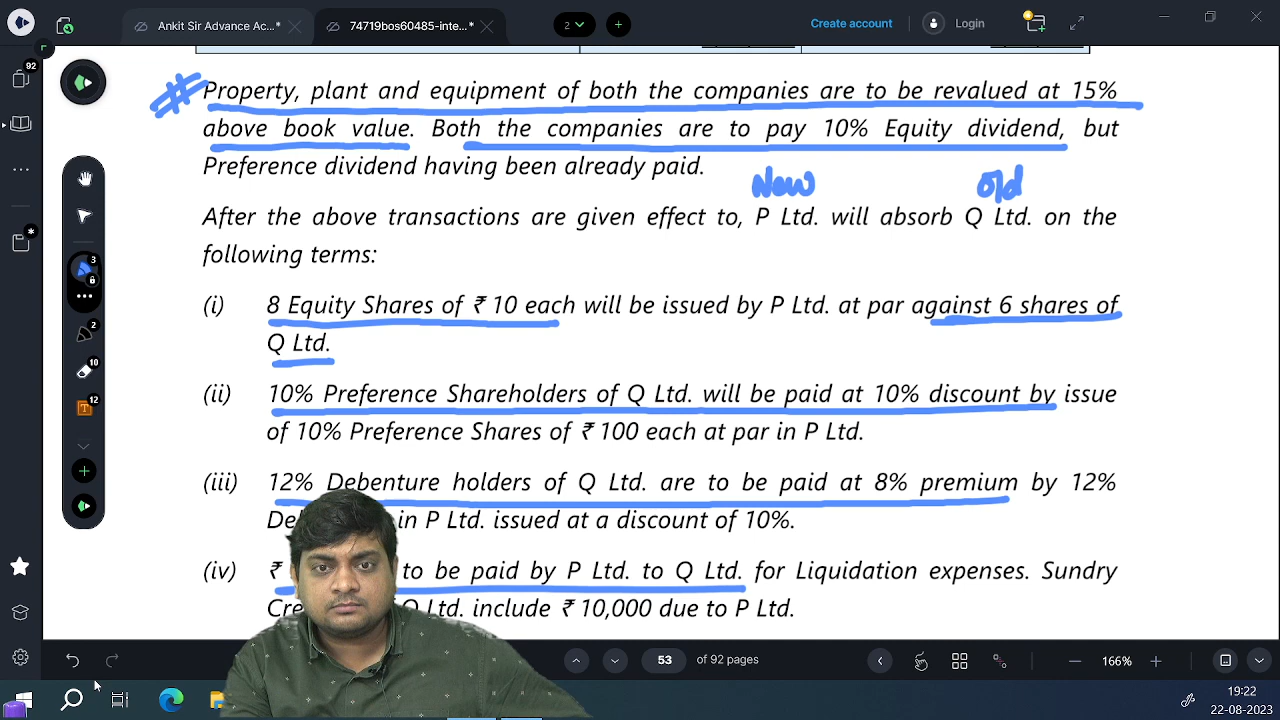 Ankit Sir Advanced Ac... *
74719bos60485-inte... *
2
Create account
Login
92
Property, plant and equipment of both the companies are to be revalued at 15%
above book value. Both the companies are to pay 10% Equity dividend, but
Preference dividend having been already paid.
New Old
After the above transactions are given effect to, P Ltd. will absorb Q Ltd. on the
following terms:
(i) 8 Equity Shares of ₹ 10 each will be issued by P Ltd. at par against 6 shares of
Q Ltd.
(ii) 10% Preference Shareholders of Q Ltd. will be paid at 10% discount by issue
of 10% Preference Shares of ₹ 100 each at par in P Ltd.
(iii) 12% Debenture holders of Q Ltd. are to be paid at 8% premium by 12%
in P Ltd. issued at a discount of 10%.
(iv) ₹ to be paid by P Ltd. to Q Ltd. for Liquidation expenses. Sundry
Q Ltd. include ₹ 10,000 due to P Ltd.
3
2
10
12
53 of 92 pages
166%
19:22
22-08-2023